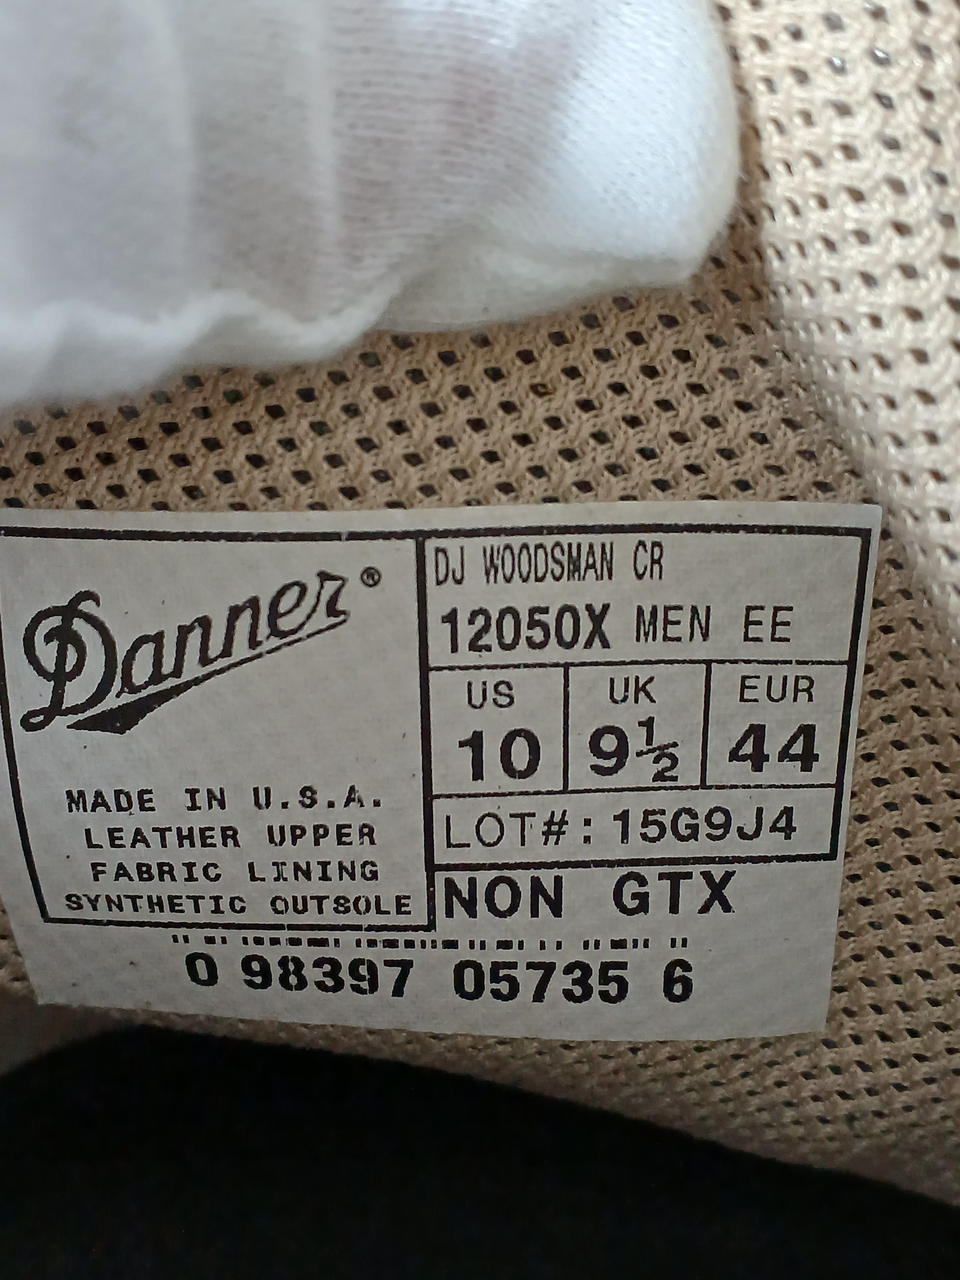 Danner®
MADE IN U.S.A.
LEATHER UPPER
FABRIC LINING
SYNTHETIC OUTSOLE
DJ WOODSMAN CR
12050X MEN EE
US UK EUR
10 9½ 44
LOT#: 15G9J4
NON GTX
0 98397 05735 6